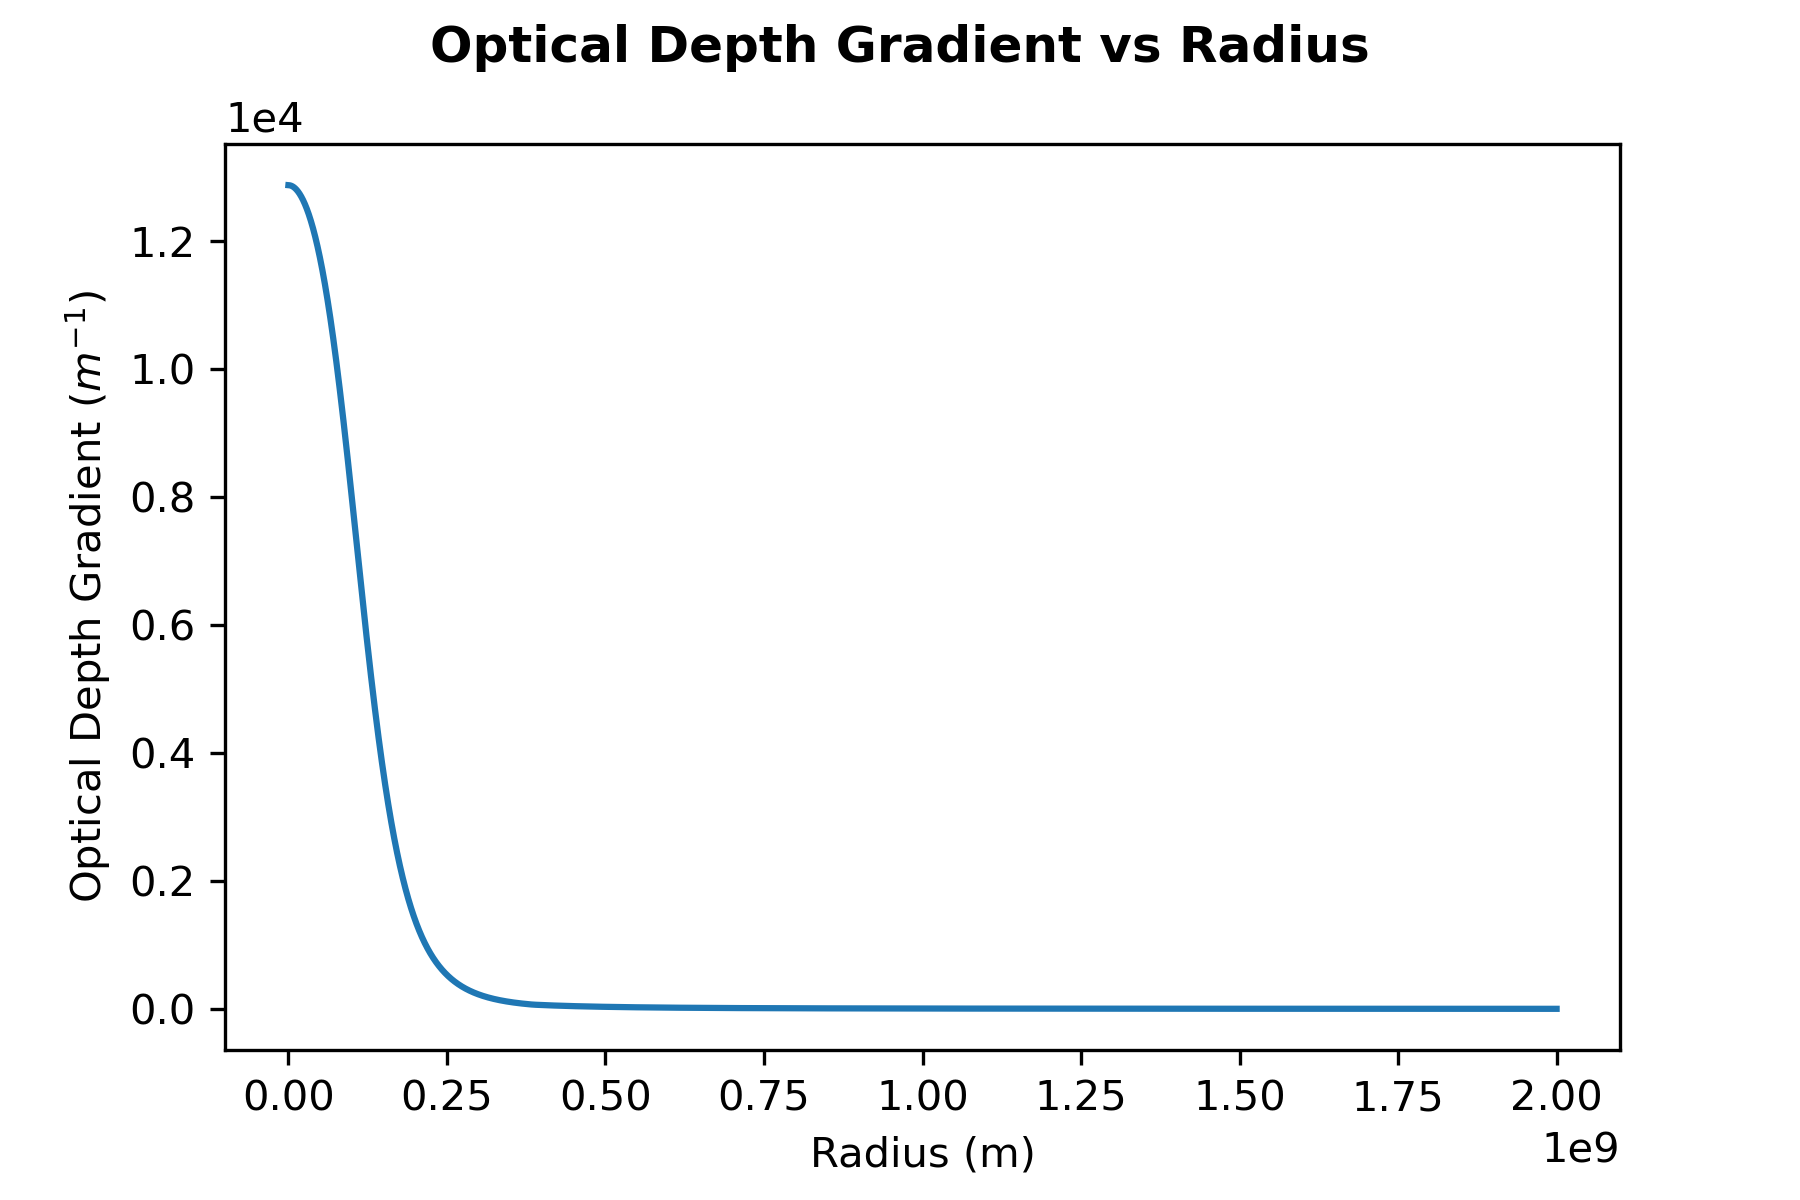 Optical Depth Gradient vs Radius
1e4
1.2
1.0
0.8
0.6
0.4
0.2
0.0
Optical Depth Gradient (m⁻¹)
0.00 0.25 0.50 0.75 1.00 1.25 1.50 1.75 2.00
1e9
Radius (m)